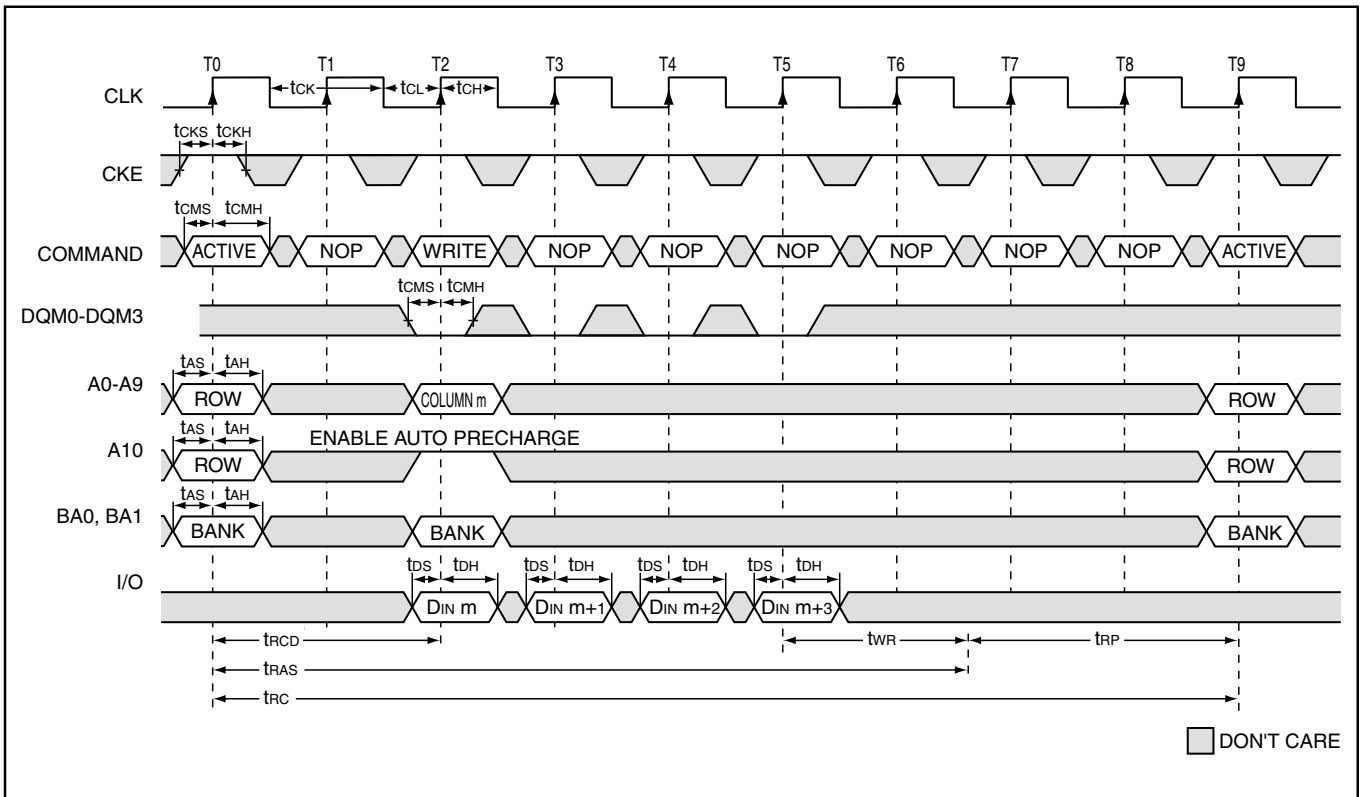 T0 T1 T2 T3 T4 T5 T6 T7 T8 T9
CLK tCK tCL tCH
tCKS tCKH
CKE
tCMS tCMH
COMMAND ACTIVE NOP WRITE NOP NOP NOP NOP NOP NOP ACTIVE
tCMS tCMH
DQM0-DQM3
tAS tAH
A0-A9 ROW COLUMN m ROW
tAS tAH ENABLE AUTO PRECHARGE
A10 ROW ROW
tAS tAH
BA0, BA1 BANK BANK BANK
I/O tDS tDH tDS tDH tDS tDH tDS tDH
DIN m DIN m+1 DIN m+2 DIN m+3
tRCD tWR tRP
tRAS
tRC
DON'T CARE